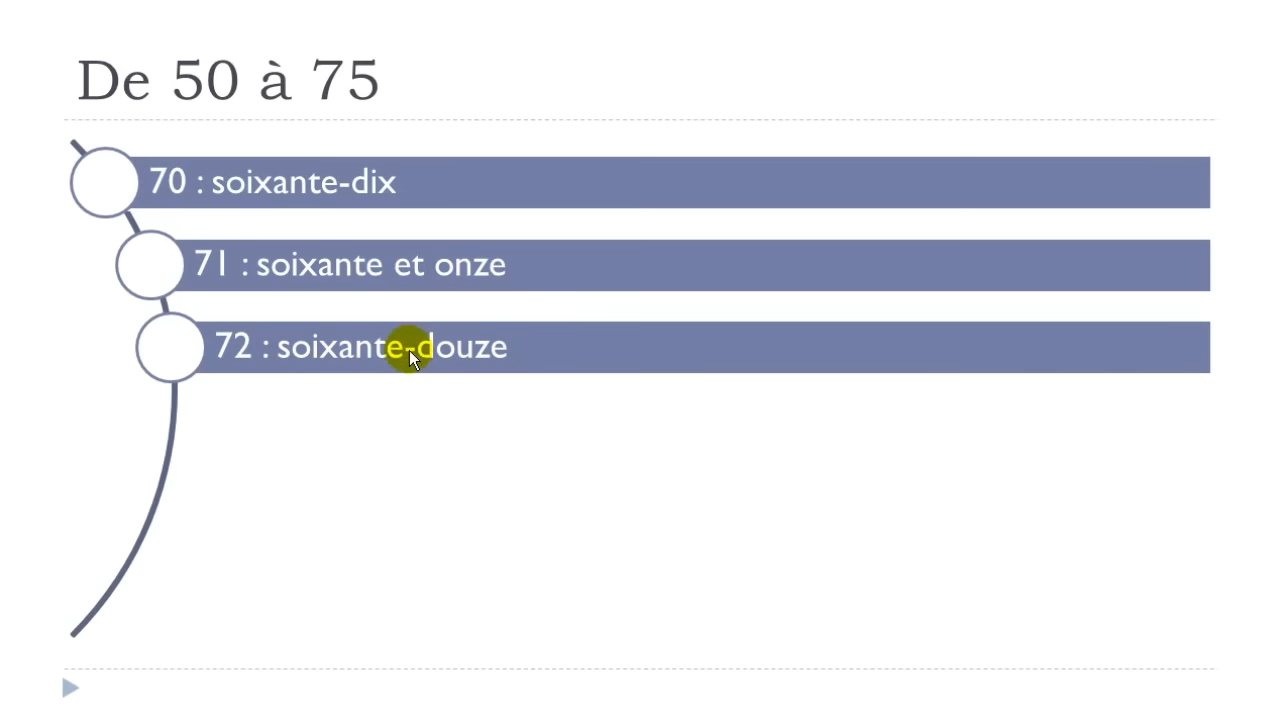 De 50 à 75
70 : soixante-dix
71 : soixante et onze
72 : soixante-douze